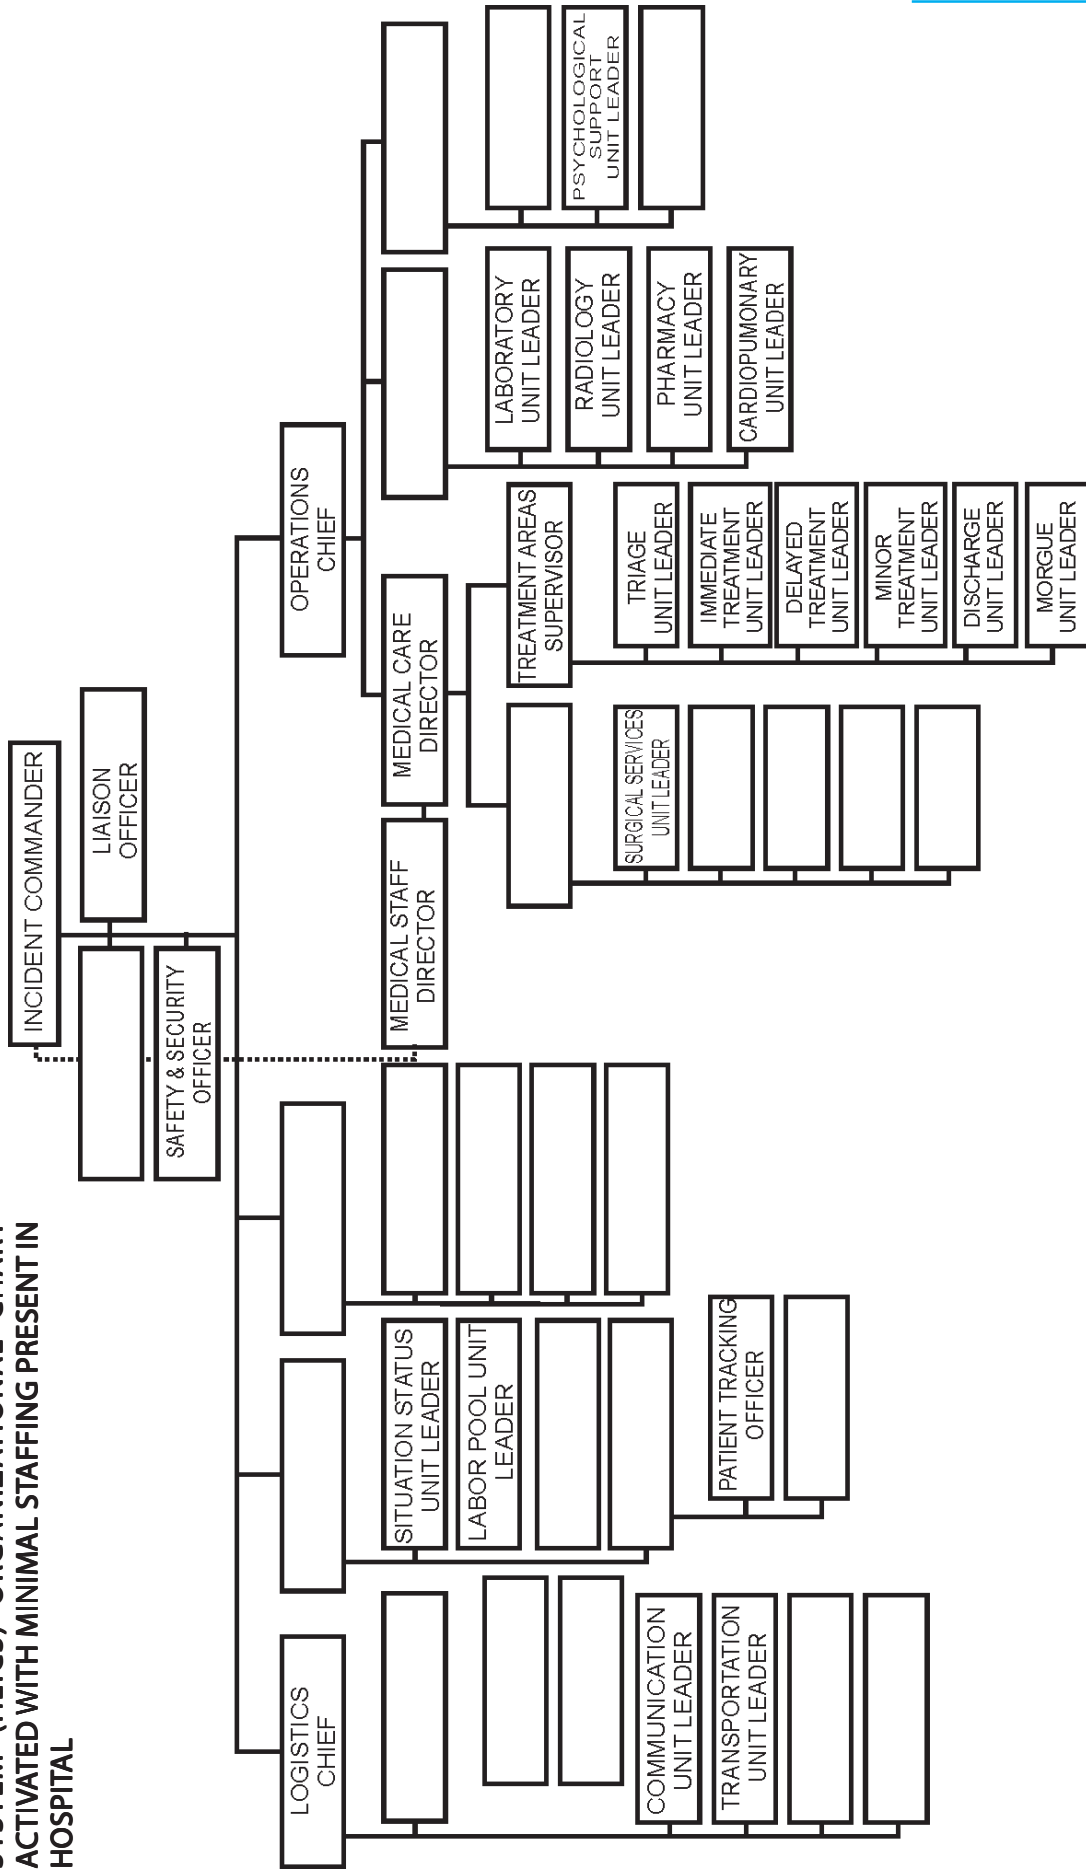 ACTIVATED WITH MINIMAL STAFFING PRESENT IN
HOSPITAL
INCIDENT COMMANDER
LIAISON
OFFICER
SAFETY & SECURITY
OFFICER
LOGISTICS
CHIEF
OPERATIONS
CHIEF
COMMUNICATION
UNIT LEADER
TRANSPORTATION
UNIT LEADER
SITUATION STATUS
UNIT LEADER
LABOR POOL UNIT
LEADER
PATIENT TRACKING
OFFICER
MEDICAL STAFF
DIRECTOR
MEDICAL CARE
DIRECTOR
SURGICAL SERVICES
UNIT LEADER
TREATMENT AREAS
SUPERVISOR
TRIAGE
UNIT LEADER
IMMEDIATE
TREATMENT
UNIT LEADER
DELAYED
TREATMENT
UNIT LEADER
MINOR
TREATMENT
UNIT LEADER
DISCHARGE
UNIT LEADER
MORGUE
UNIT LEADER
LABORATORY
UNIT LEADER
RADIOLOGY
UNIT LEADER
PHARMACY
UNIT LEADER
CARDIOPUMONARY
UNIT LEADER
PSYCHOLOGICAL
SUPPORT
UNIT LEADER